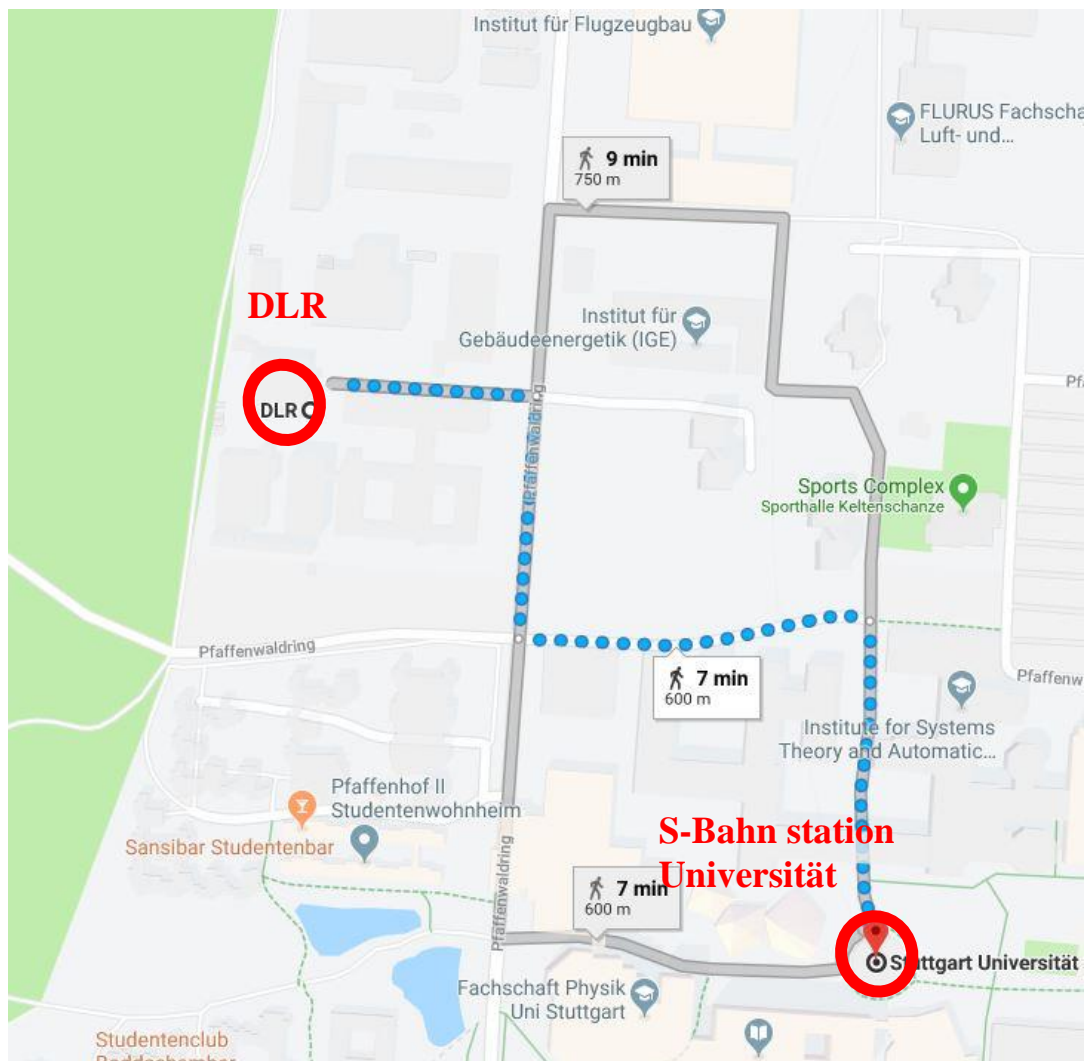 Institut für Flugzeugbau
FLURUS Fachscha
Luft- und...
9 min
750 m
DLR
Institut für
Gebäudeenergetik (IGE)
DLR
Pfaffenwaldring
Sports Complex
Sporthalle Keltenschanze
Pfaffenwaldring
7 min
600 m
Pfaffenw
Institute for Systems
Theory and Automatic...
Pfaffenhof II
Studentenwohnheim
Sansibar Studentenbar
S-Bahn station
Universität
Pfaffenwaldring
7 min
600 m
Stuttgart Universität
Fachschaft Physik
Uni Stuttgart
Studentenclub